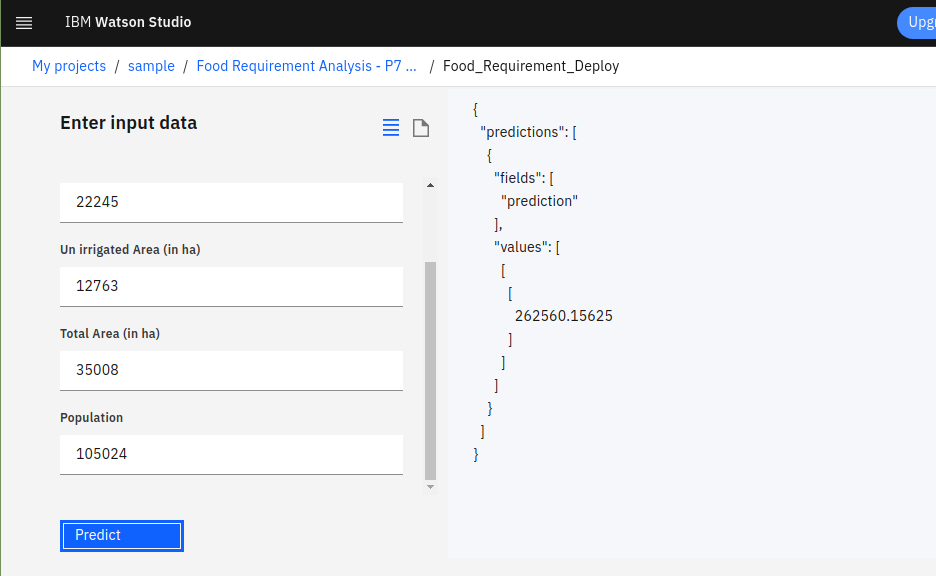 IBM Watson Studio
Upg
My projects / sample / Food Requirement Analysis - P7 ... / Food_Requirement_Deploy
Enter input data
22245
Un irrigated Area (in ha)
12763
Total Area (in ha)
35008
Population
105024
Predict
{
"predictions": [
{
"fields": [
"prediction"
],
"values": [
[
[
262560.15625
]
]
]
}
]
}